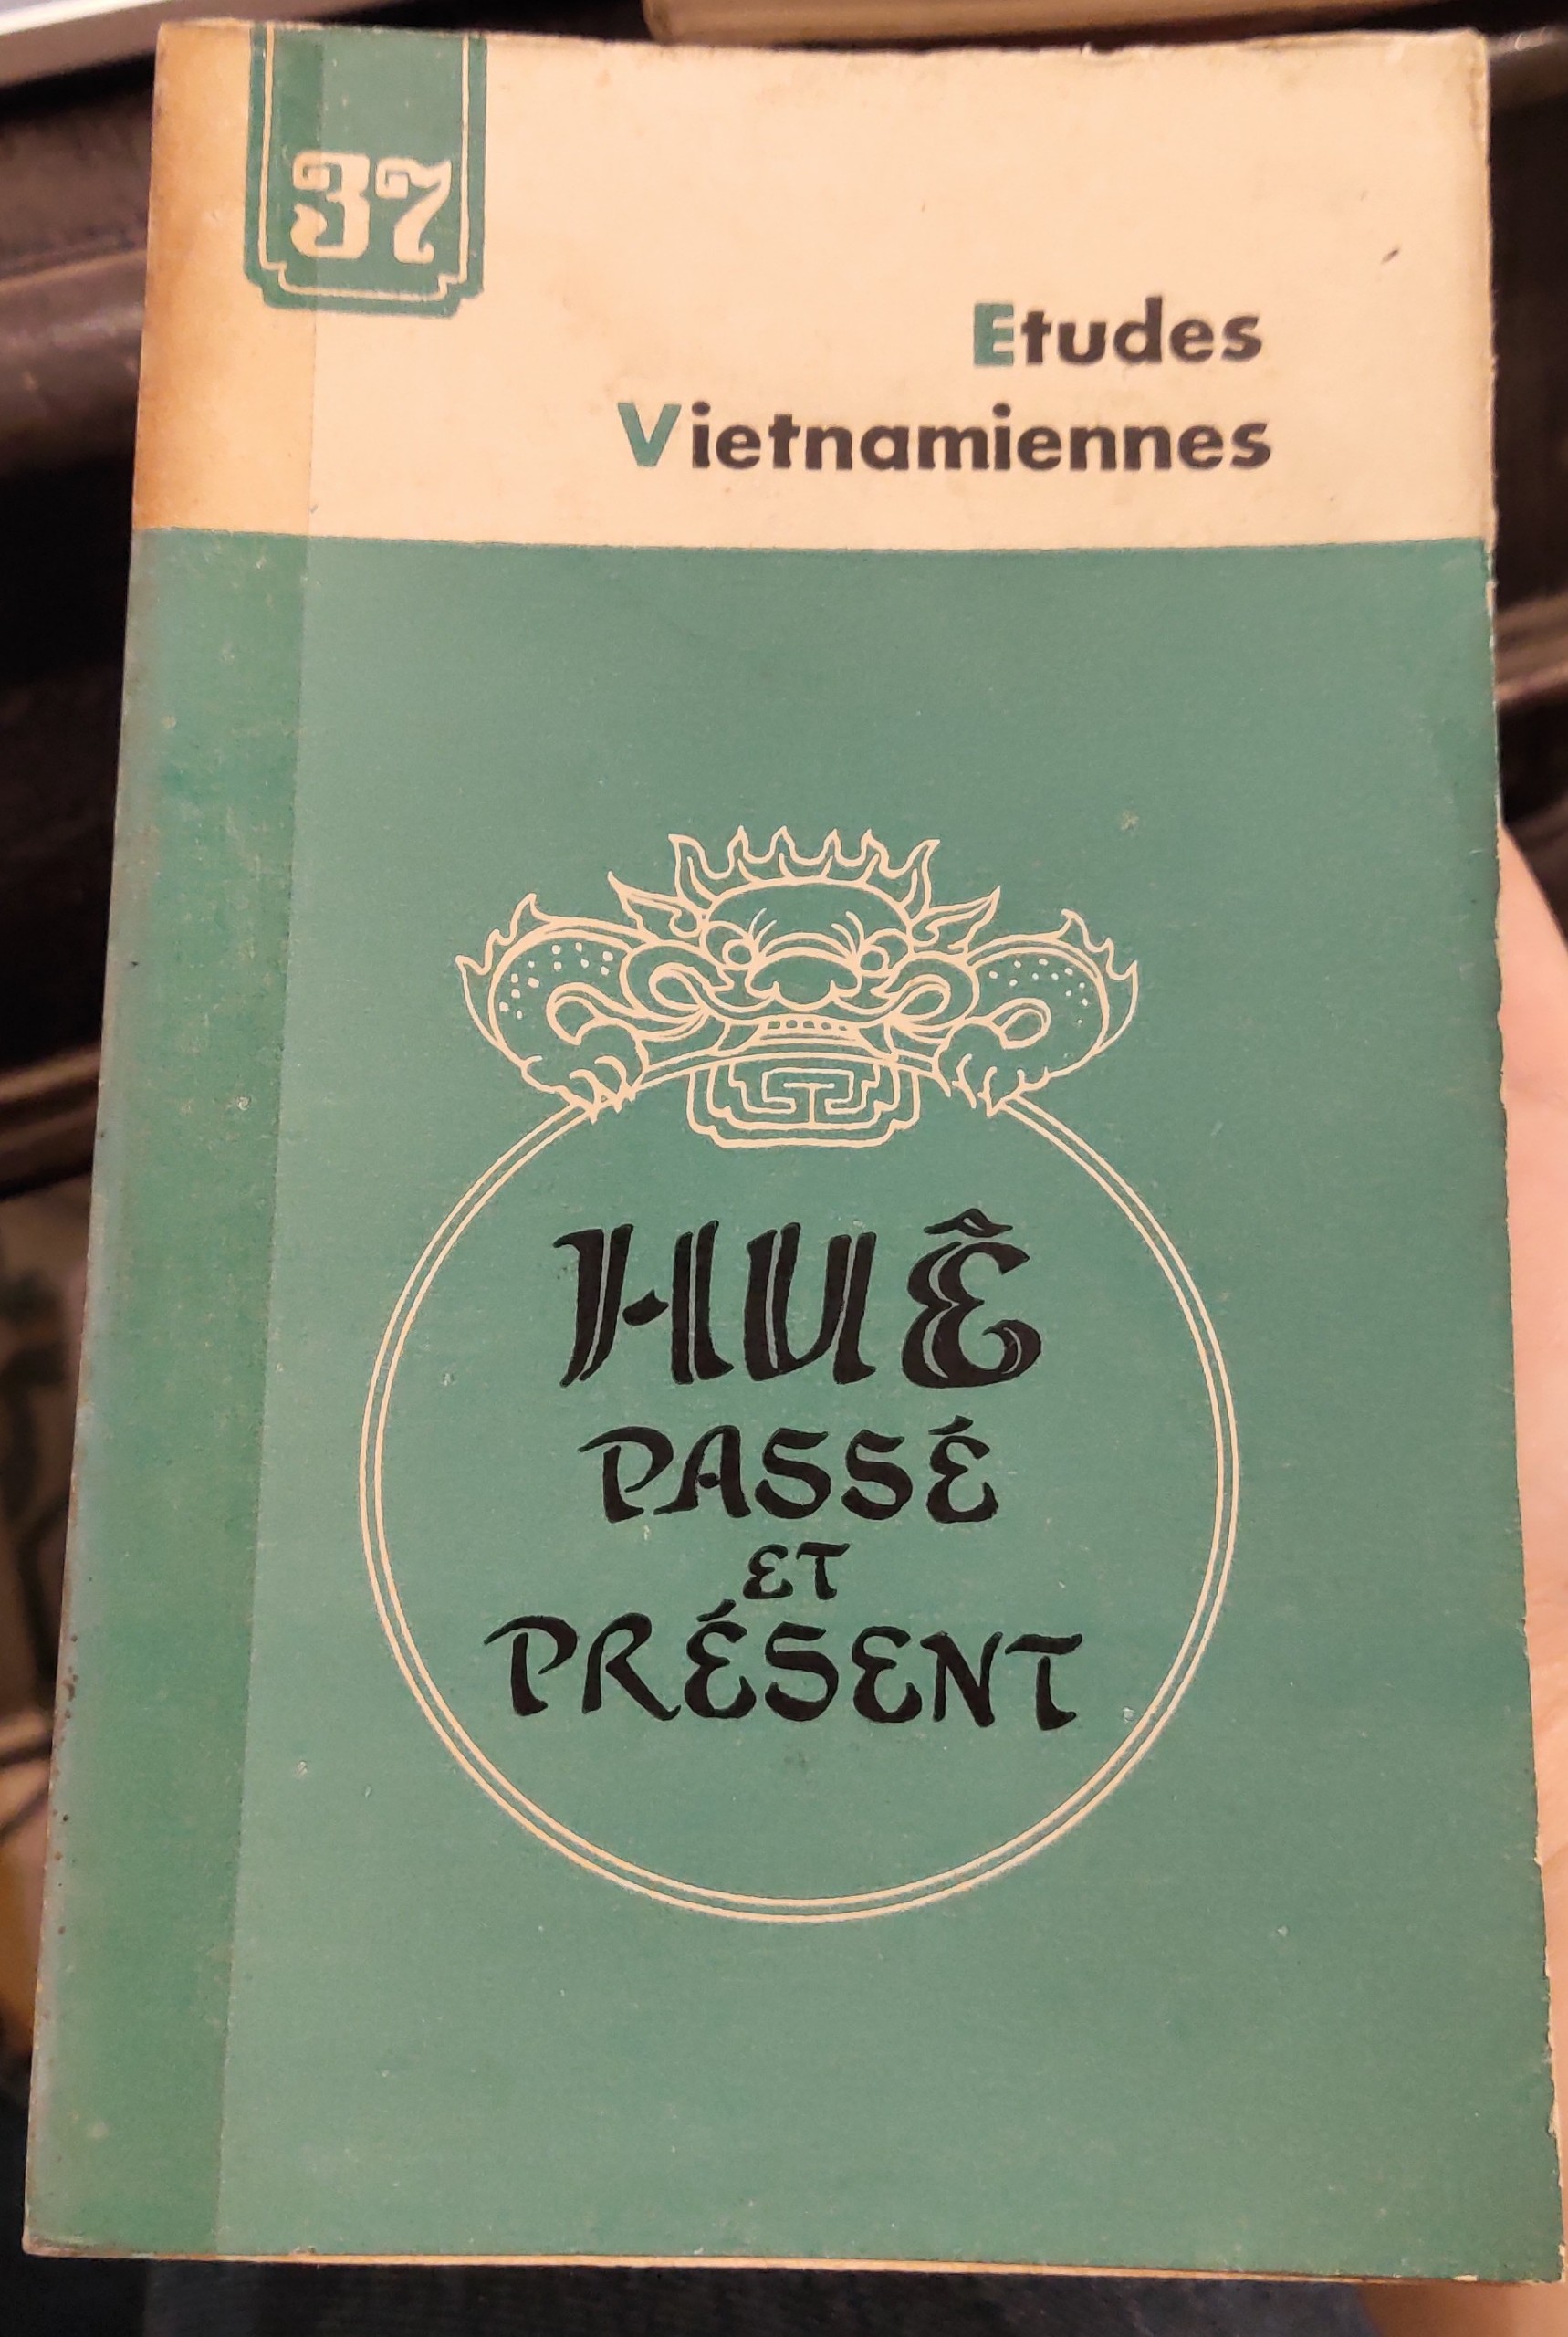 37
Etudes
Vietnamiennes
HUÊ
PASSÉ
ET
PRÉSENT